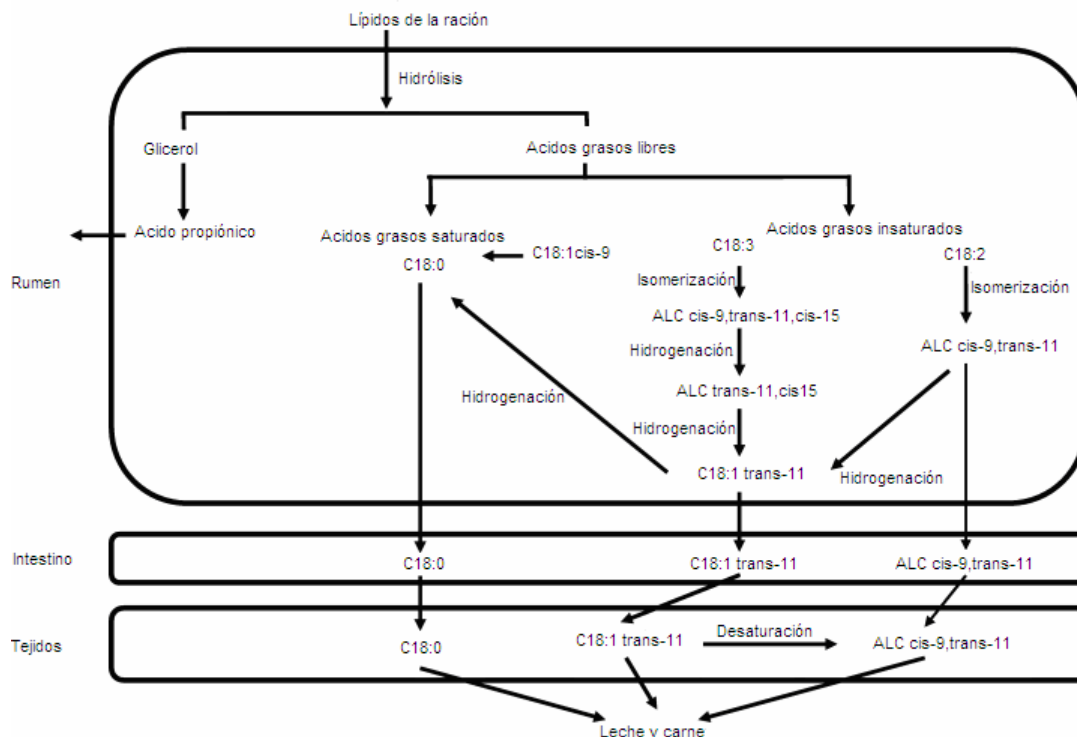 Lípidos de la ración
Hidrólisis
Glicerol
Acidos grasos libres
Acido propiónico
Acidos grasos saturados
C18:1cis-9
C18:0
Acidos grasos insaturados
C18:3
C18:2
Rumen
Isomerización
Isomerización
ALC cis-9,trans-11,cis-15
Hidrogenación
ALC cis-9,trans-11
Hidrogenación
ALC trans-11,cis15
Hidrogenación
C18:1 trans-11
Hidrogenación
Intestino
C18:0
C18:1 trans-11
ALC cis-9,trans-11
Tejidos
C18:0
C18:1 trans-11
Desaturación
ALC cis-9,trans-11
Leche y carne